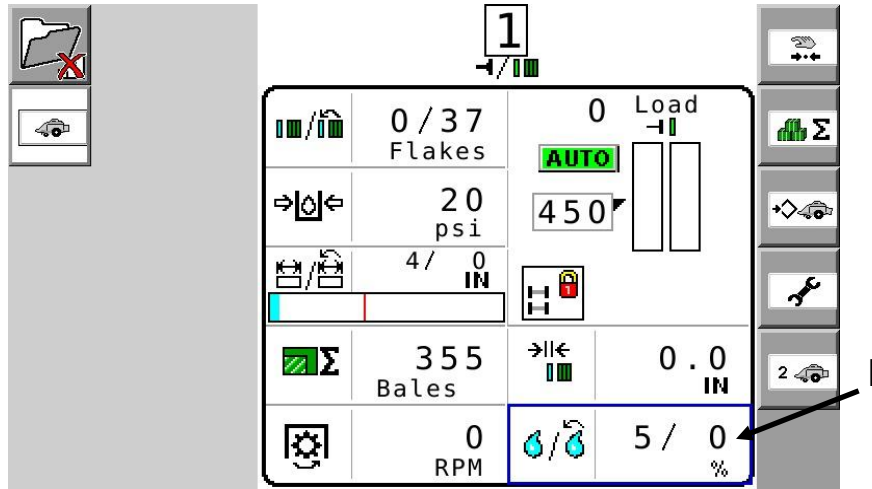 1
0/37
Flakes
0 Load
AUTO
20
psi
450
4/ 0
IN
1
Σ
355
Bales
0.0
IN
2
0
RPM
5/ 0
%
Σ